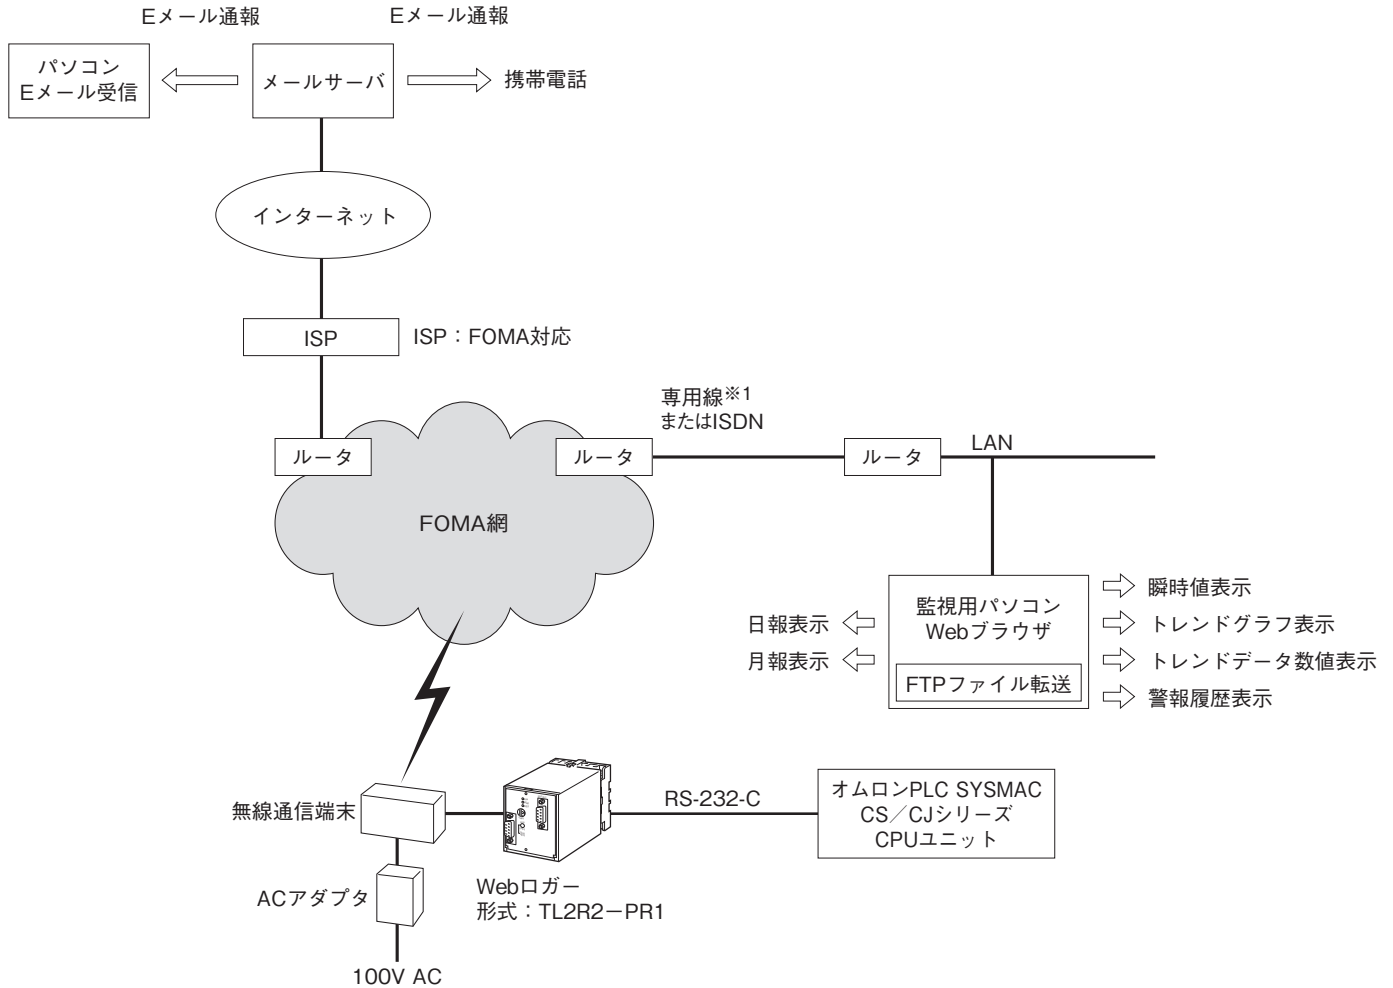 Eメール通報
Eメール通報
パソコン
Eメール受信
メールサーバ
携帯電話
インターネット
ISP
ISP：FOMA対応
専用線※1
またはISDN
ルータ
ルータ
ルータ
LAN
FOMA網
監視用パソコン
Webブラウザ
FTPファイル転送
日報表示
月報表示
瞬時値表示
トレンドグラフ表示
トレンドデータ数値表示
警報履歴表示
無線通信端末
RS-232-C
オムロンPLC SYSMAC
CS／CJシリーズ
CPUユニット
Webロガー
形式：TL2R2－PR1
ACアダプタ
100V AC